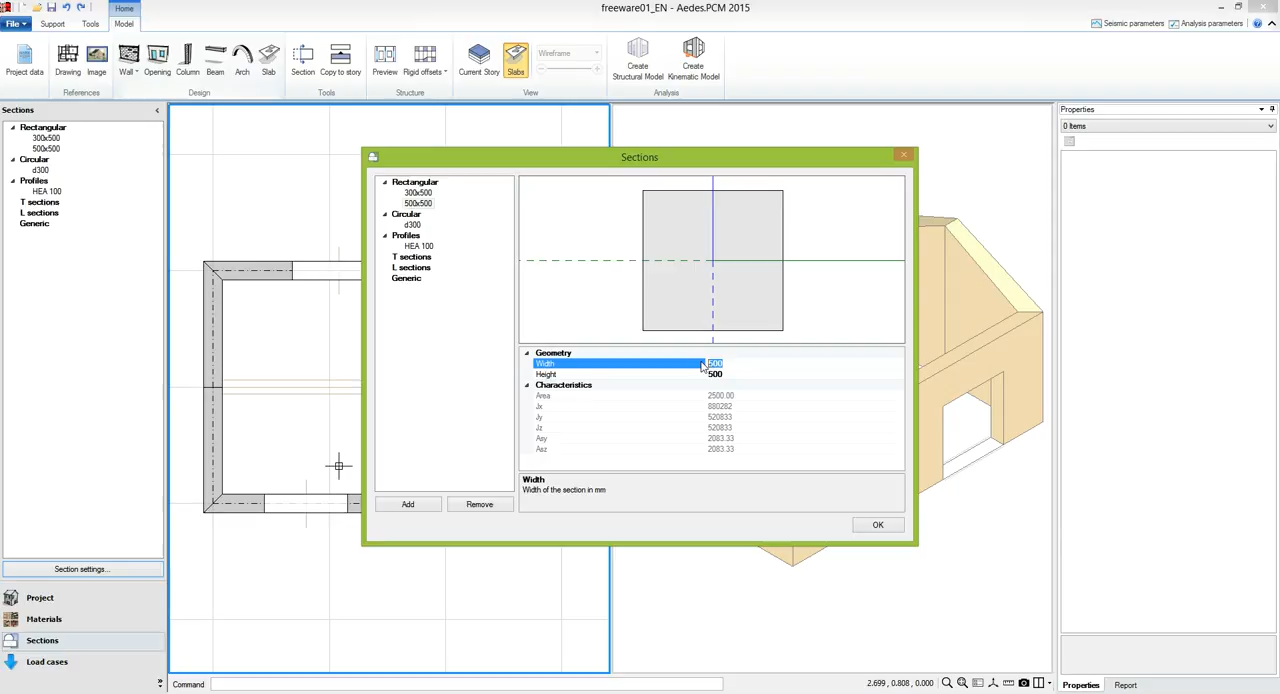 freeware01_EN - Aedes.PCM 2015
File
Support
Tools
Home
Model
Seismic parameters
Analysis parameters
Project data
Drawing
Image
Wall
Opening
Column
Beam
Arch
Slab
Section
Copy to story
Preview
Rigid offsets
Current Story
Slabs
Wireframe
Create
Structural Model
Create
Kinematic Model
References
Design
Tools
Structure
View
Analysis
Sections
Rectangular
300x500
500x500
Circular
d300
Profiles
HEA 100
T sections
L sections
Generic
Section settings...
Project
Materials
Sections
Load cases
Sections
Rectangular
300x500
500x500
Circular
d300
Profiles
HEA 100
T sections
L sections
Generic
Add
Remove
Geometry
Width 500
Height 500
Characteristics
Area 2500.00
Jx 880282
Jy 520833
Jz 520833
Asy 2083.33
Asz 2083.33
Width
Width of the section in mm
OK
Properties
0 Items
Command
2.699 , 0.808 , 0.000
Properties
Report